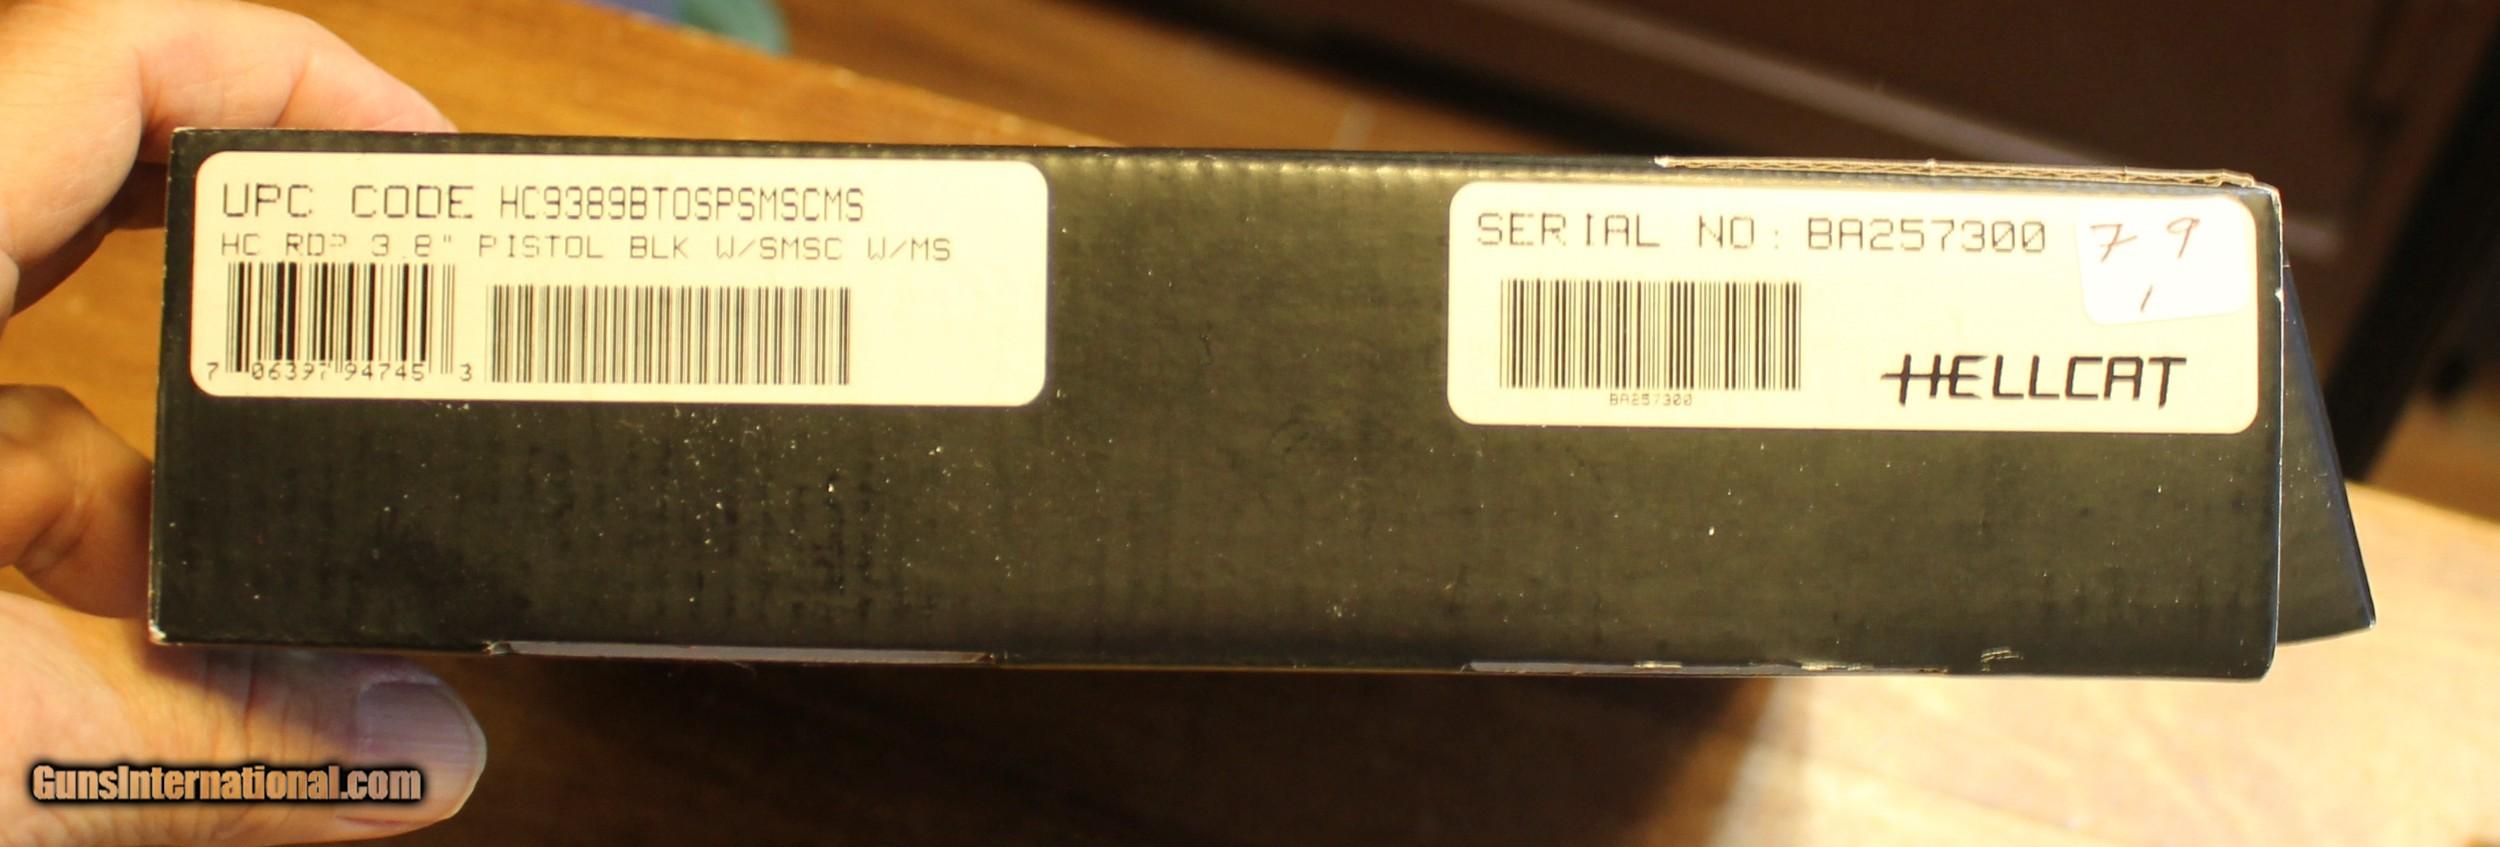 UPC CODE HC9389BTOSPSMSCMS
HC RDP 3.8" PISTOL BLK W/SMSC W/MS
7 06397 94745 3
SERIAL NO: BA257300
79
1
BA257300
HELLCAT
GunsInternational.com